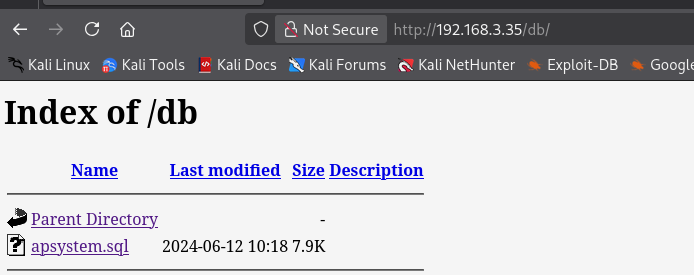 Not Secure http://192.168.3.35/db/
Kali Linux Kali Tools Kali Docs Kali Forums Kali NetHunter Exploit-DB Google
Index of /db
Name Last modified Size Description
Parent Directory -
apsystem.sql 2024-06-12 10:18 7.9K